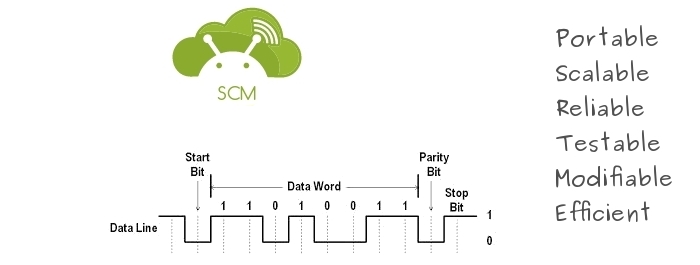 SCM
Portable
Scalable
Reliable
Testable
Modifiable
Efficient
Start
Bit
Data Word
Parity
Bit
Stop
Bit
1 1 0 1 0 0 1 1
Data Line
1
0